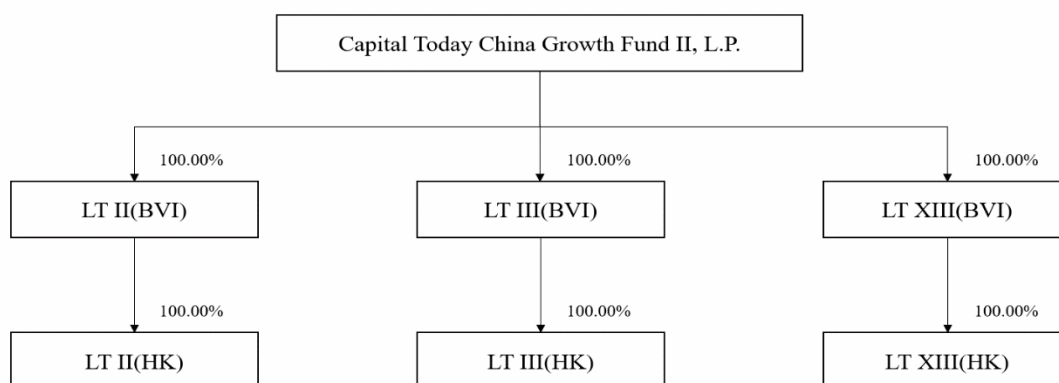 Capital Today China Growth Fund II, L.P.
100.00%
100.00%
100.00%
LT II(BVI)
LT III(BVI)
LT XIII(BVI)
100.00%
100.00%
100.00%
LT II(HK)
LT III(HK)
LT XIII(HK)